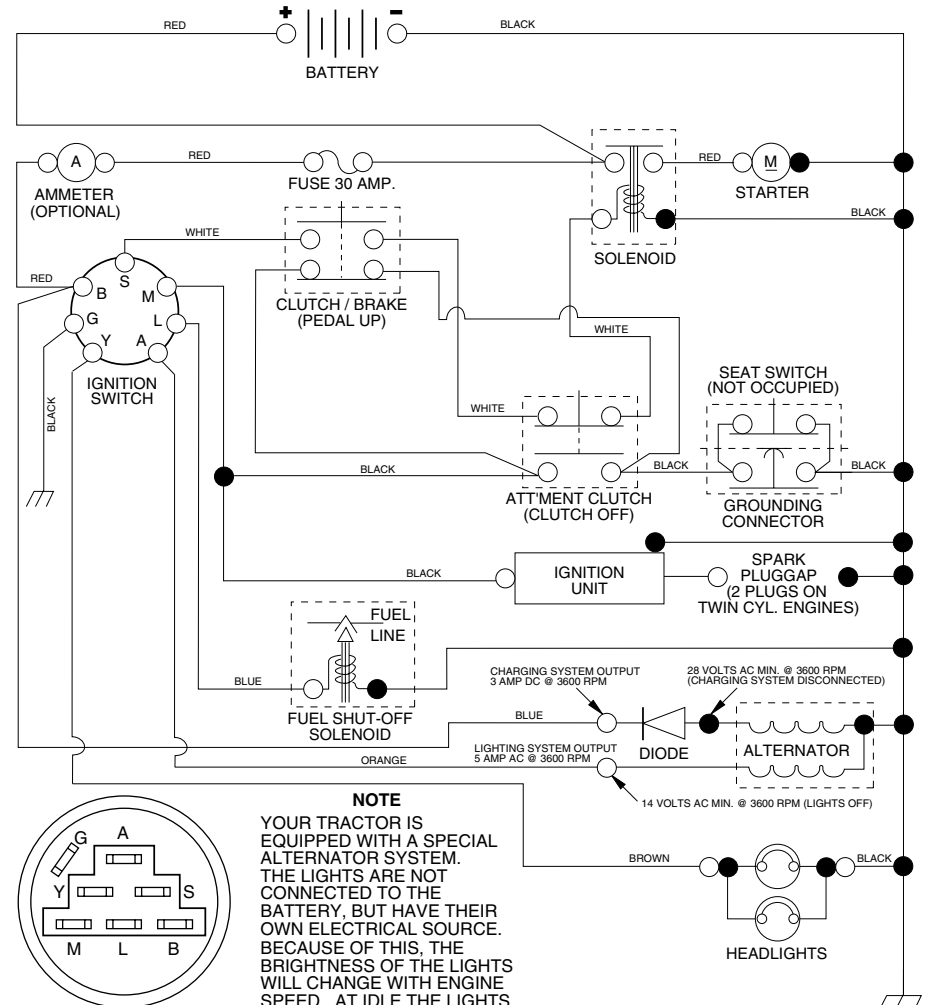 + -
RED
BLACK
BATTERY
A
RED
FUSE 30 AMP.
RED
M
STARTER
AMMETER
(OPTIONAL)
WHITE
BLACK
SOLENOID
RED
S
B
M
G
L
Y
A
CLUTCH / BRAKE
(PEDAL UP)
WHITE
IGNITION
SWITCH
BLACK
SEAT SWITCH
(NOT OCCUPIED)
WHITE
BLACK
BLACK
BLACK
ATT'MENT CLUTCH
(CLUTCH OFF)
GROUNDING
CONNECTOR
BLACK
IGNITION
UNIT
SPARK
PLUGGAP
(2 PLUGS ON
TWIN CYL. ENGINES)
FUEL
LINE
BLUE
FUEL SHUT-OFF
SOLENOID
CHARGING SYSTEM OUTPUT
3 AMP DC @ 3600 RPM
28 VOLTS AC MIN. @ 3600 RPM
(CHARGING SYSTEM DISCONNECTED)
BLUE
DIODE
ALTERNATOR
LIGHTING SYSTEM OUTPUT
5 AMP AC @ 3600 RPM
ORANGE
14 VOLTS AC MIN. @ 3600 RPM (LIGHTS OFF)
BROWN
BLACK
HEADLIGHTS
G
A
Y
S
M
L
B
NOTE
YOUR TRACTOR IS
EQUIPPED WITH A SPECIAL
ALTERNATOR SYSTEM.
THE LIGHTS ARE NOT
CONNECTED TO THE
BATTERY, BUT HAVE THEIR
OWN ELECTRICAL SOURCE.
BECAUSE OF THIS, THE
BRIGHTNESS OF THE LIGHTS
WILL CHANGE WITH ENGINE
SPEED. AT IDLE THE LIGHTS